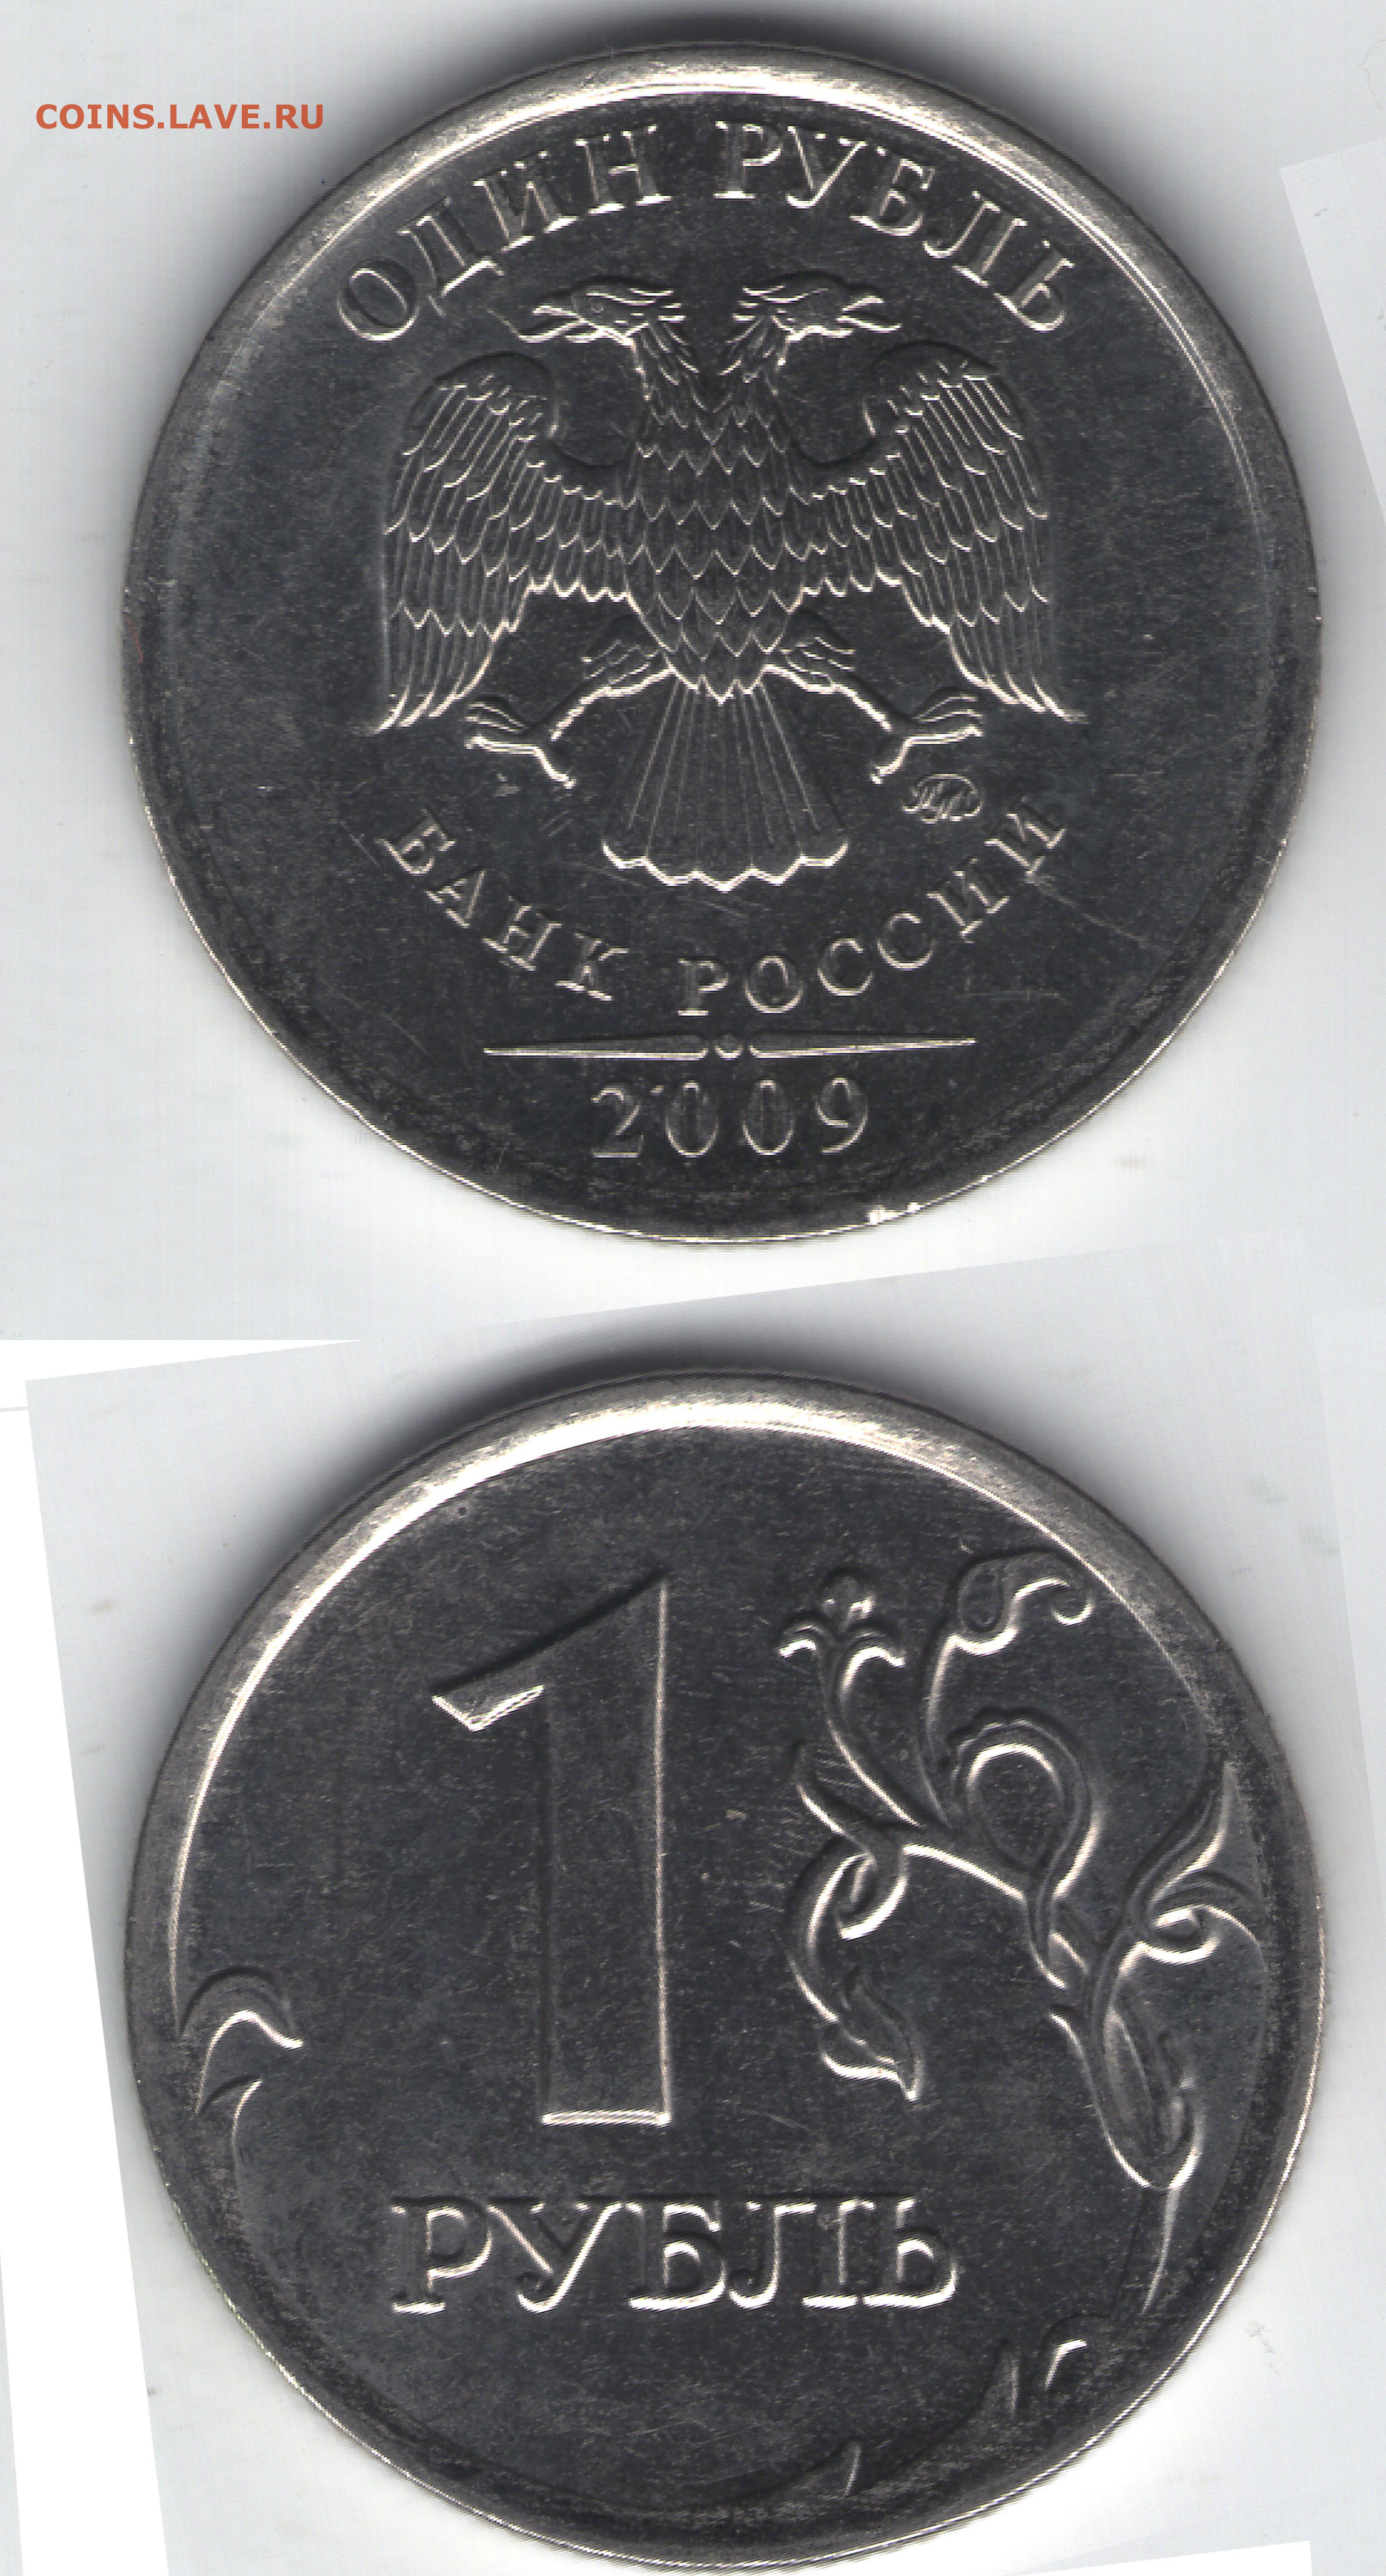 COINS.LAVE.RU
ОДИН РУБЛЬ
БАНК РОССИИ
2009
1
РУБЛЬ